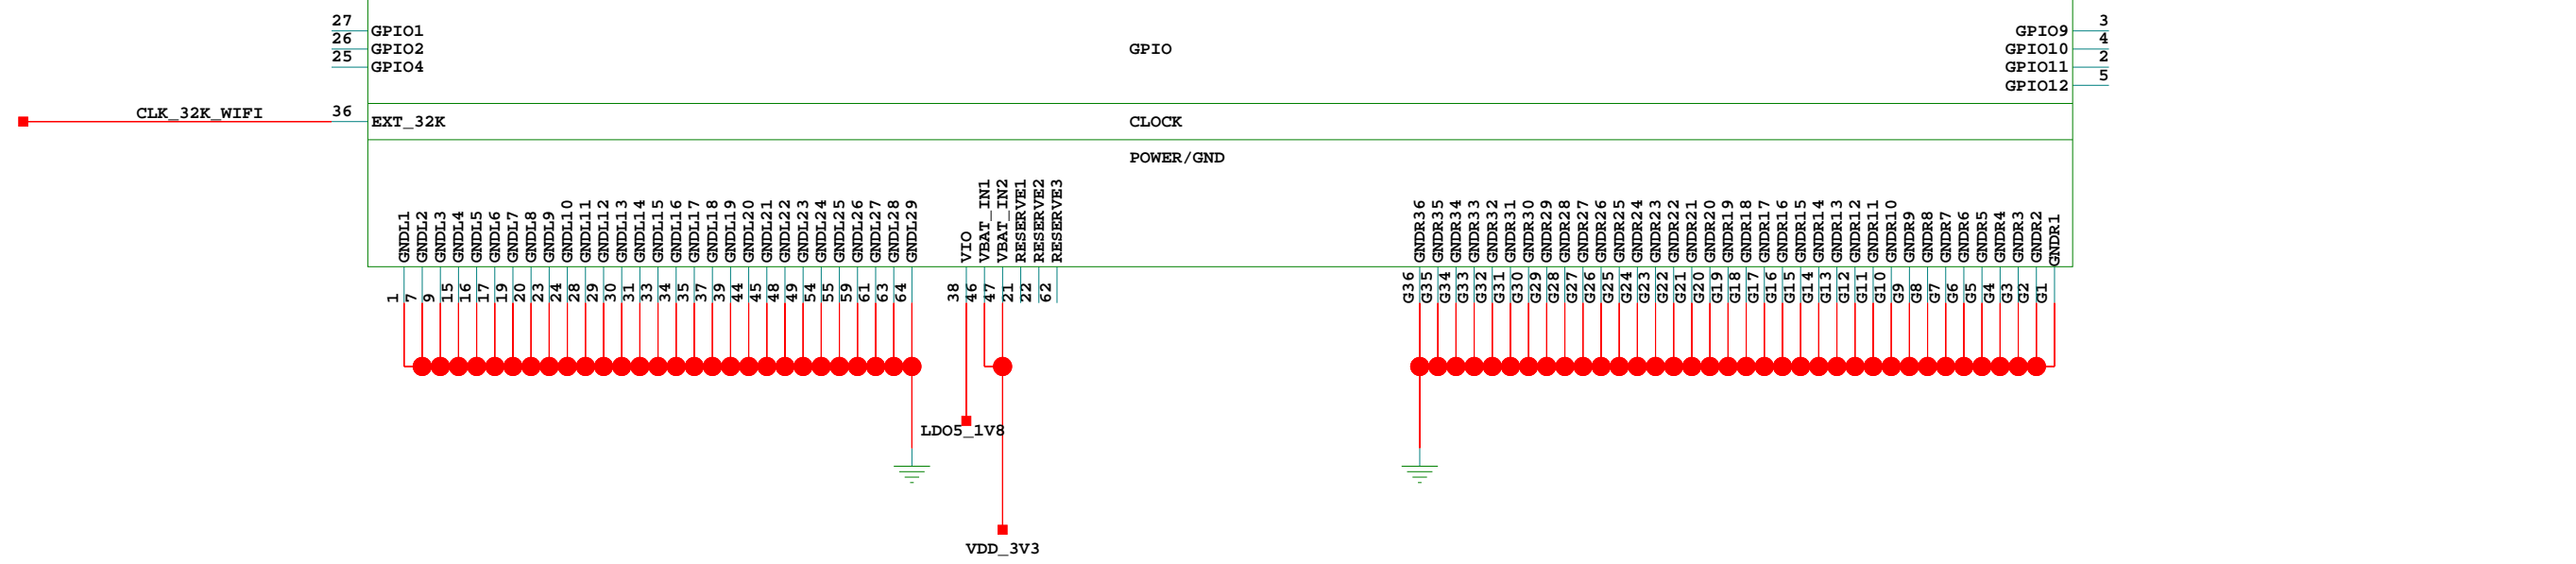 27
GPIO1
GPIO9
3
26
GPIO2
GPIO
GPIO10
4
25
GPIO4
GPIO11
2
GPIO12
5
CLK_32K_WIFI
36
EXT_32K
CLOCK
POWER/GND
GNDL1
GNDL2
GNDL3
GNDL4
GNDL5
GNDL6
GNDL7
GNDL8
GNDL9
GNDL10
GNDL11
GNDL12
GNDL13
GNDL14
GNDL15
GNDL16
GNDL17
GNDL18
GNDL19
GNDL20
GNDL21
GNDL22
GNDL23
GNDL24
GNDL25
GNDL26
GNDL27
GNDL28
GNDL29
VIO
VBAT_IN1
VBAT_IN2
RESERVE1
RESERVE2
RESERVE3
GNDR36
GNDR35
GNDR34
GNDR33
GNDR32
GNDR31
GNDR30
GNDR29
GNDR28
GNDR27
GNDR26
GNDR25
GNDR24
GNDR23
GNDR22
GNDR21
GNDR20
GNDR19
GNDR18
GNDR17
GNDR16
GNDR15
GNDR14
GNDR13
GNDR12
GNDR11
GNDR10
GNDR9
GNDR8
GNDR7
GNDR6
GNDR5
GNDR4
GNDR3
GNDR2
GNDR1
1
7
9
15
16
17
19
20
23
24
28
29
30
31
33
34
35
37
39
44
45
48
49
54
55
59
61
63
64
38
46
47
21
22
62
G36
G35
G34
G33
G32
G31
G30
G29
G28
G27
G26
G25
G24
G23
G22
G21
G20
G19
G18
G17
G16
G15
G14
G13
G12
G11
G10
G9
G8
G7
G6
G5
G4
G3
G2
G1
LDO5_1V8
VDD_3V3